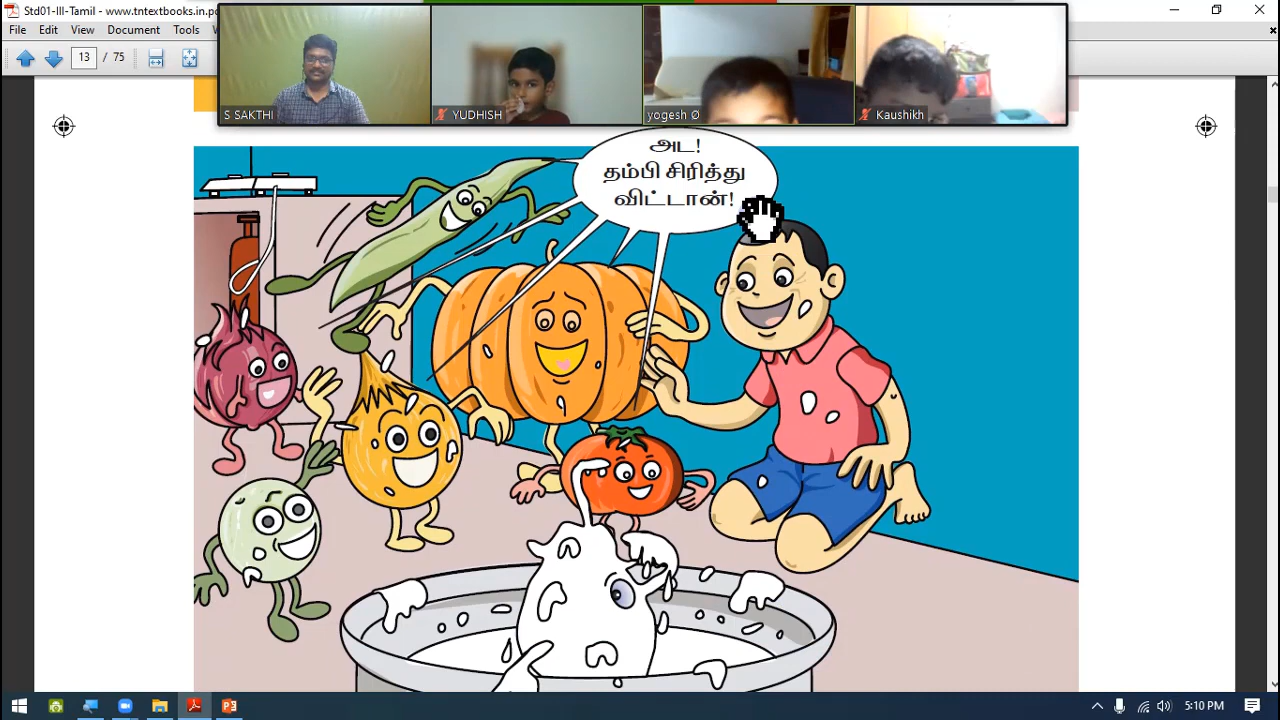 Std01-III-Tamil - www.tntextbooks.in.p
File Edit View Document Tools
13 / 75
S SAKTHI
YUDHISH
yogesh
Kaushikh
அட!
தம்பி சிரித்து
விட்டான்!
5:10 PM